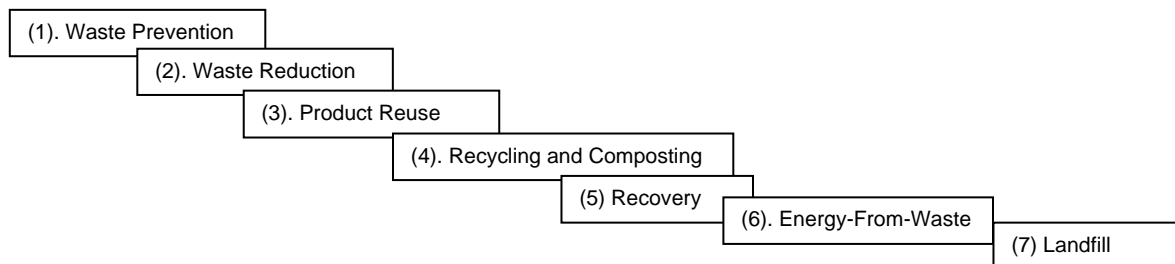 (1). Waste Prevention
(2). Waste Reduction
(3). Product Reuse
(4). Recycling and Composting
(5) Recovery
(6). Energy-From-Waste
(7) Landfill